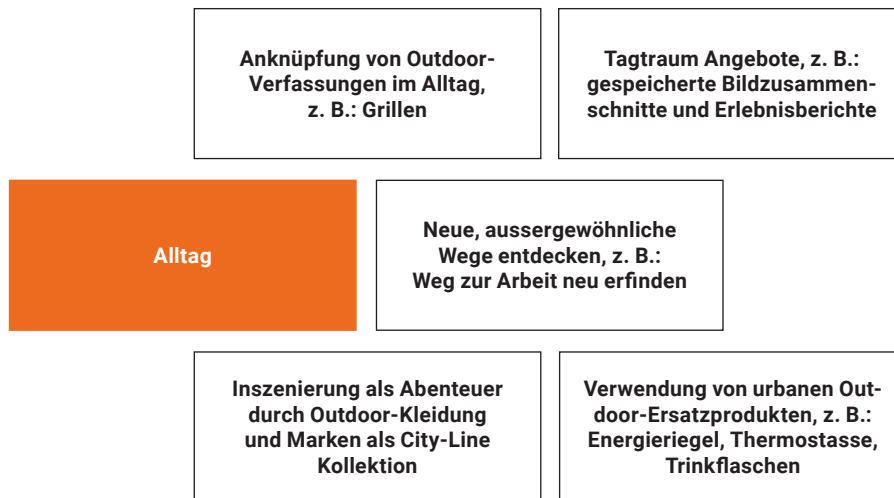 Anknüpfung von Outdoor-
Verfassungen im Alltag,
z. B.: Grillen
Tagtraum Angebote, z. B.:
gespeicherte Bildzusammen-
schnitte und Erlebnisberichte
Alltag
Neue, aussergewöhnliche
Wege entdecken, z. B.:
Weg zur Arbeit neu erfinden
Inszenierung als Abenteuer
durch Outdoor-Kleidung
und Marken als City-Line
Kollektion
Verwendung von urbanen Out-
door-Ersatzprodukten, z. B.:
Energieriegel, Thermostasse,
Trinkflaschen